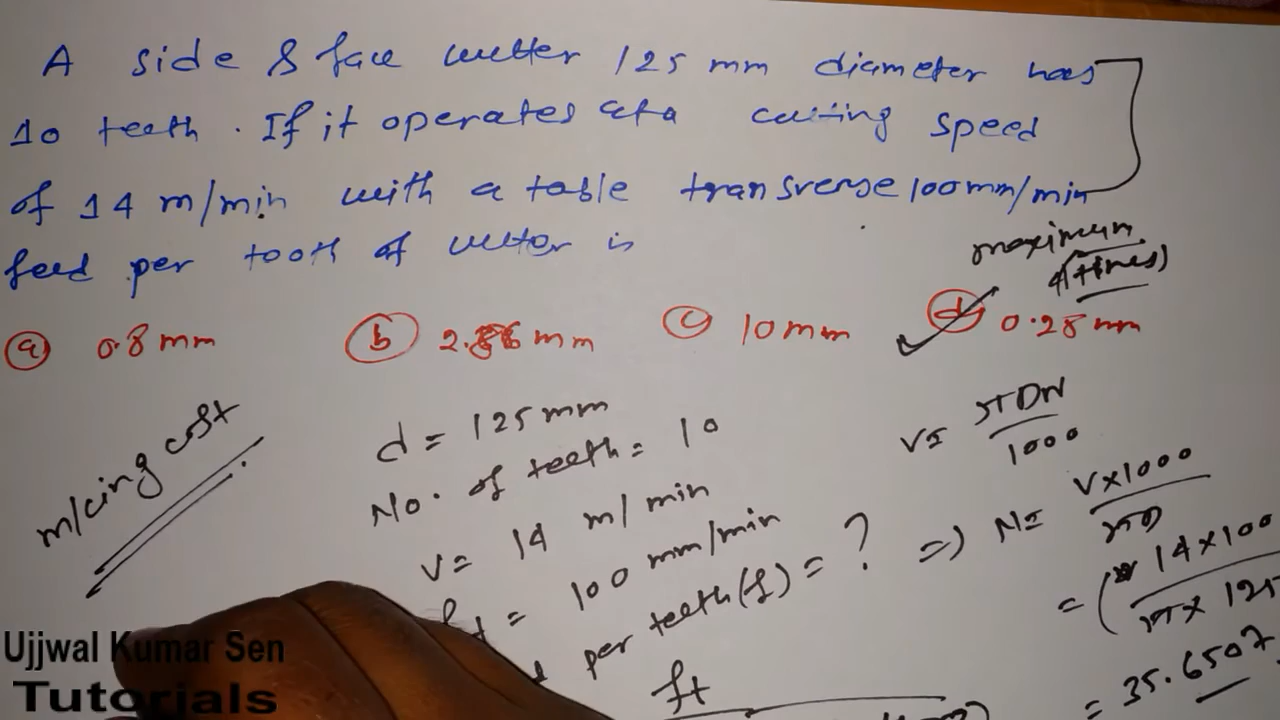 A side & face cutter 125 mm diameter has
10 teeth. If it operates at a cutting speed
of 14 m/min with a table transverse 100mm/min
feed per tooth of cutter is
maximum
4(times)
(a) 0.8 mm (b) 2.86 mm (c) 10 mm (d) 0.28 mm
m/cing cost
d = 125 mm
No. of teeth = 10
V = 14 m/min
= 100 mm/min
per teeth (f) = ?
ft
V = πDN
1000
=> N = V×1000
πD
= ( 14×100
π× 125
= 35.6507
Ujjwal Kumar Sen
Tutorials